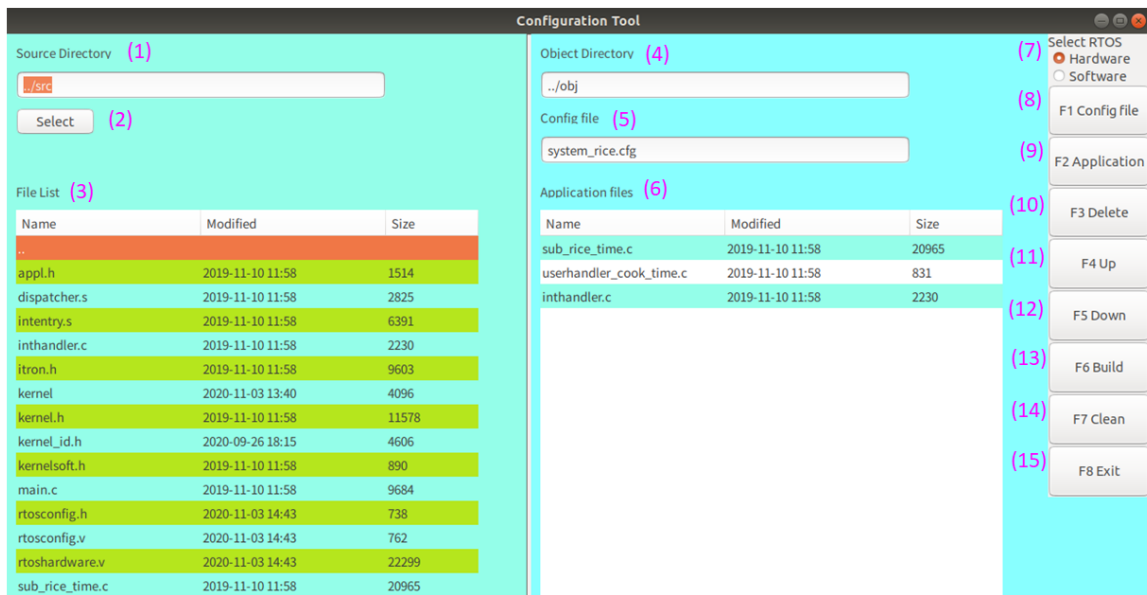 Configuration Tool
Source Directory (1)
../src
Select (2)
File List (3)
Name Modified Size
..
appl.h 2019-11-10 11:58 1514
dispatcher.s 2019-11-10 11:58 2825
intentry.s 2019-11-10 11:58 6391
inthandler.c 2019-11-10 11:58 2230
itron.h 2019-11-10 11:58 9603
kernel 2020-11-03 13:40 4096
kernel.h 2019-11-10 11:58 11578
kernel_id.h 2020-09-26 18:15 4606
kernelsoft.h 2019-11-10 11:58 890
main.c 2019-11-10 11:58 9684
rtosconfig.h 2020-11-03 14:43 738
rtosconfig.v 2020-11-03 14:43 762
rtoshardware.v 2020-11-03 14:43 22299
sub_rice_time.c 2019-11-10 11:58 20965
Object Directory (4)
../obj
Config file (5)
system_rice.cfg
Application files (6)
Name Modified Size
sub_rice_time.c 2019-11-10 11:58 20965
userhandler_cook_time.c 2019-11-10 11:58 831
inthandler.c 2019-11-10 11:58 2230
(7) Select RTOS
Hardware
Software
(8) F1 Config file
(9) F2 Application
(10) F3 Delete
(11) F4 Up
(12) F5 Down
(13) F6 Build
(14) F7 Clean
(15) F8 Exit